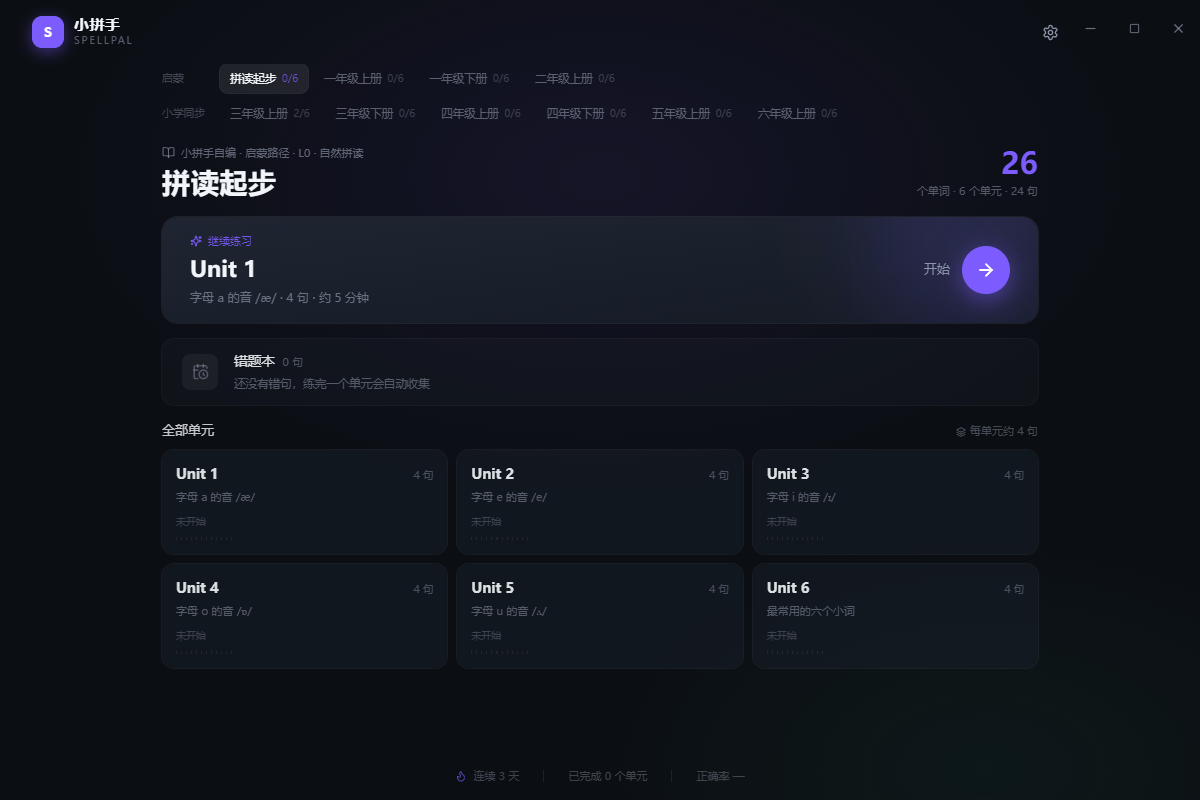 S 小拼手
SPELLPAL
启蒙 拼读起步 0/6 一年级上册 0/6 一年级下册 0/6 二年级上册 0/6
小学同步 三年级上册 2/6 三年级下册 0/6 四年级上册 0/6 四年级下册 0/6 五年级上册 0/6 六年级上册 0/6
小拼手自编 · 启蒙路径 · L0 · 自然拼读
拼读起步
26
个单词 · 6 个单元 · 24 句
继续练习
Unit 1
字母 a 的音 /æ/ · 4 句 · 约 5 分钟
开始
错题本 0 句
还没有错句，练完一个单元会自动收集
全部单元 每单元约 4 句
Unit 1 4 句
字母 a 的音 /æ/
未开始
Unit 2 4 句
字母 e 的音 /e/
未开始
Unit 3 4 句
字母 i 的音 /ɪ/
未开始
Unit 4 4 句
字母 o 的音 /ɒ/
未开始
Unit 5 4 句
字母 u 的音 /ʌ/
未开始
Unit 6 4 句
最常用的六个小词
未开始
连续 3 天 已完成 0 个单元 正确率 —